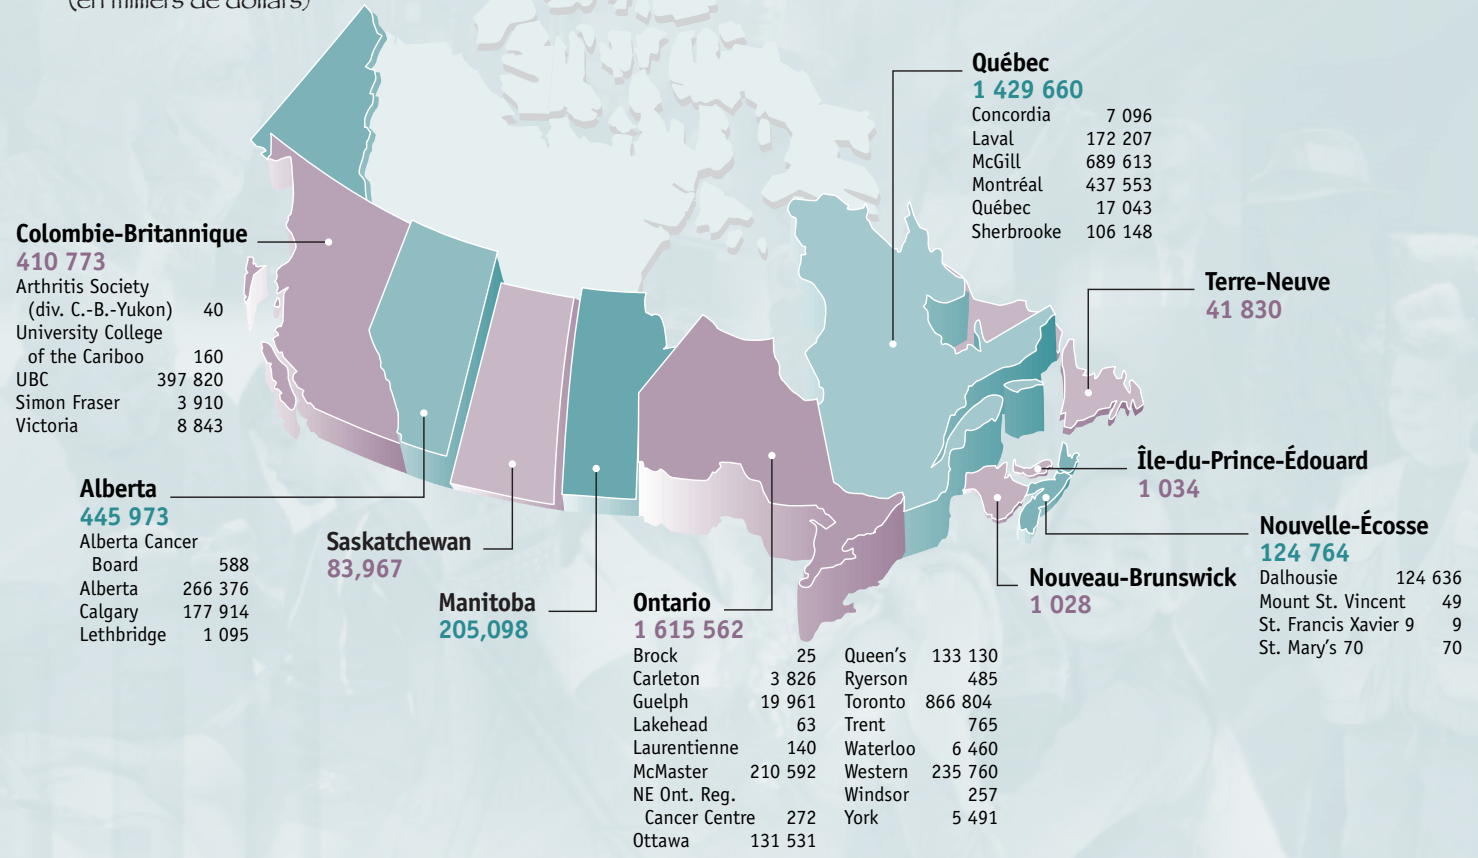 (en milliers de dollars)
Québec
1 429 660
Concordia 7 096
Laval 172 207
McGill 689 613
Montréal 437 553
Québec 17 043
Sherbrooke 106 148
Colombie-Britannique
410 773
Arthritis Society
(div. C.-B.-Yukon) 40
University College
of the Cariboo 160
UBC 397 820
Simon Fraser 3 910
Victoria 8 843
Terre-Neuve
41 830
Île-du-Prince-Édouard
1 034
Alberta
445 973
Alberta Cancer
Board 588
Alberta 266 376
Calgary 177 914
Lethbridge 1 095
Saskatchewan
83,967
Manitoba
205,098
Ontario
1 615 562
Brock 25
Carleton 3 826
Guelph 19 961
Lakehead 63
Laurentienne 140
McMaster 210 592
NE Ont. Reg.
Cancer Centre 272
Ottawa 131 531
Queen's 133 130
Ryerson 485
Toronto 866 804
Trent 765
Waterloo 6 460
Western 235 760
Windsor 257
York 5 491
Nouveau-Brunswick
1 028
Nouvelle-Écosse
124 764
Dalhousie 124 636
Mount St. Vincent 49
St. Francis Xavier 9 9
St. Mary's 70 70